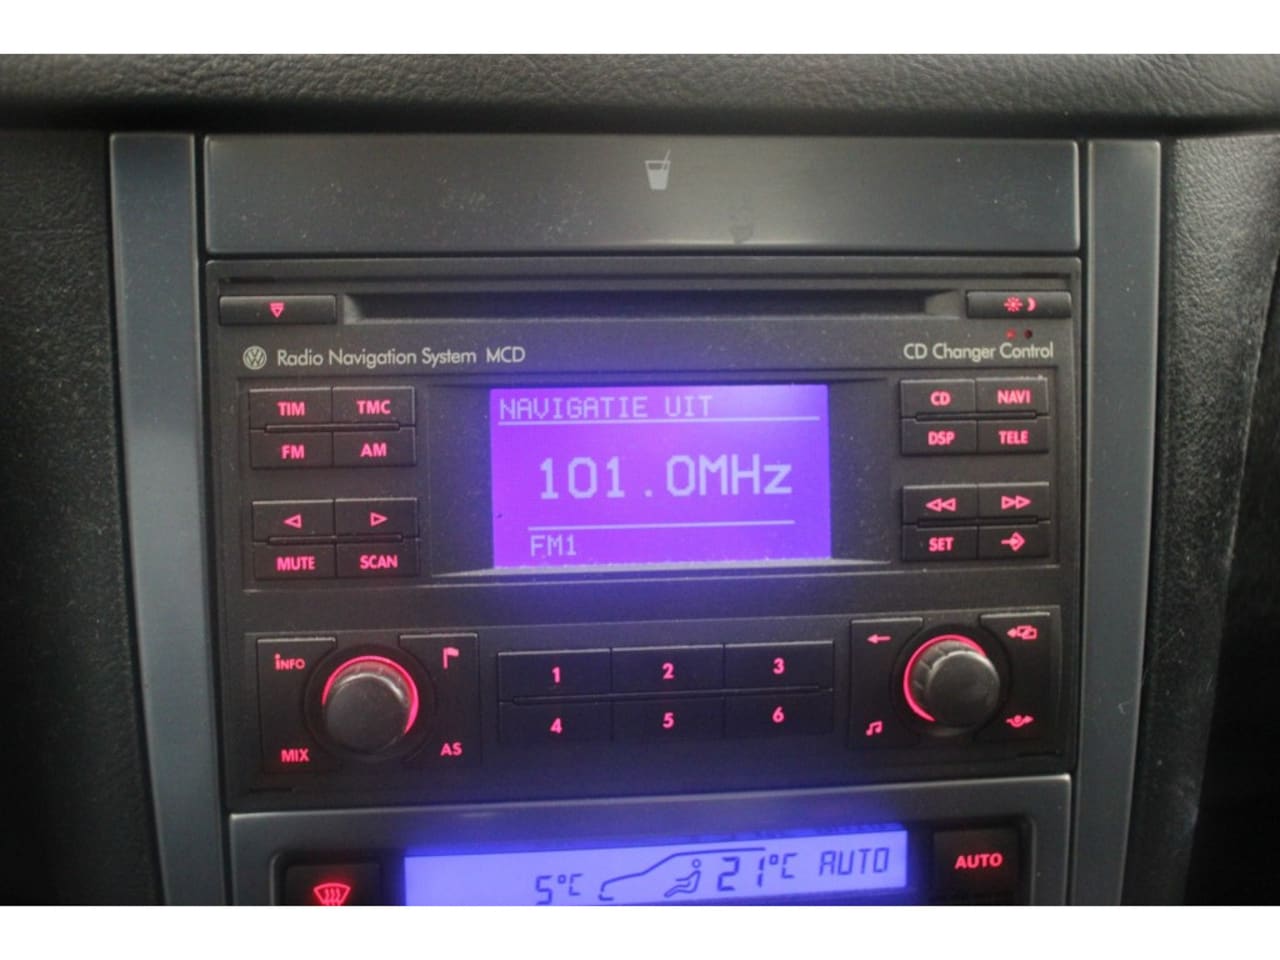 Radio Navigation System MCD
CD Changer Control
TIM TMC
FM AM
MUTE SCAN
NAVIGATIE UIT
101.0MHz
FM1
CD NAVI
DSP TELE
SET
INFO
MIX
AS
1 2 3
4 5 6
5°C 21°C AUTO
AUTO